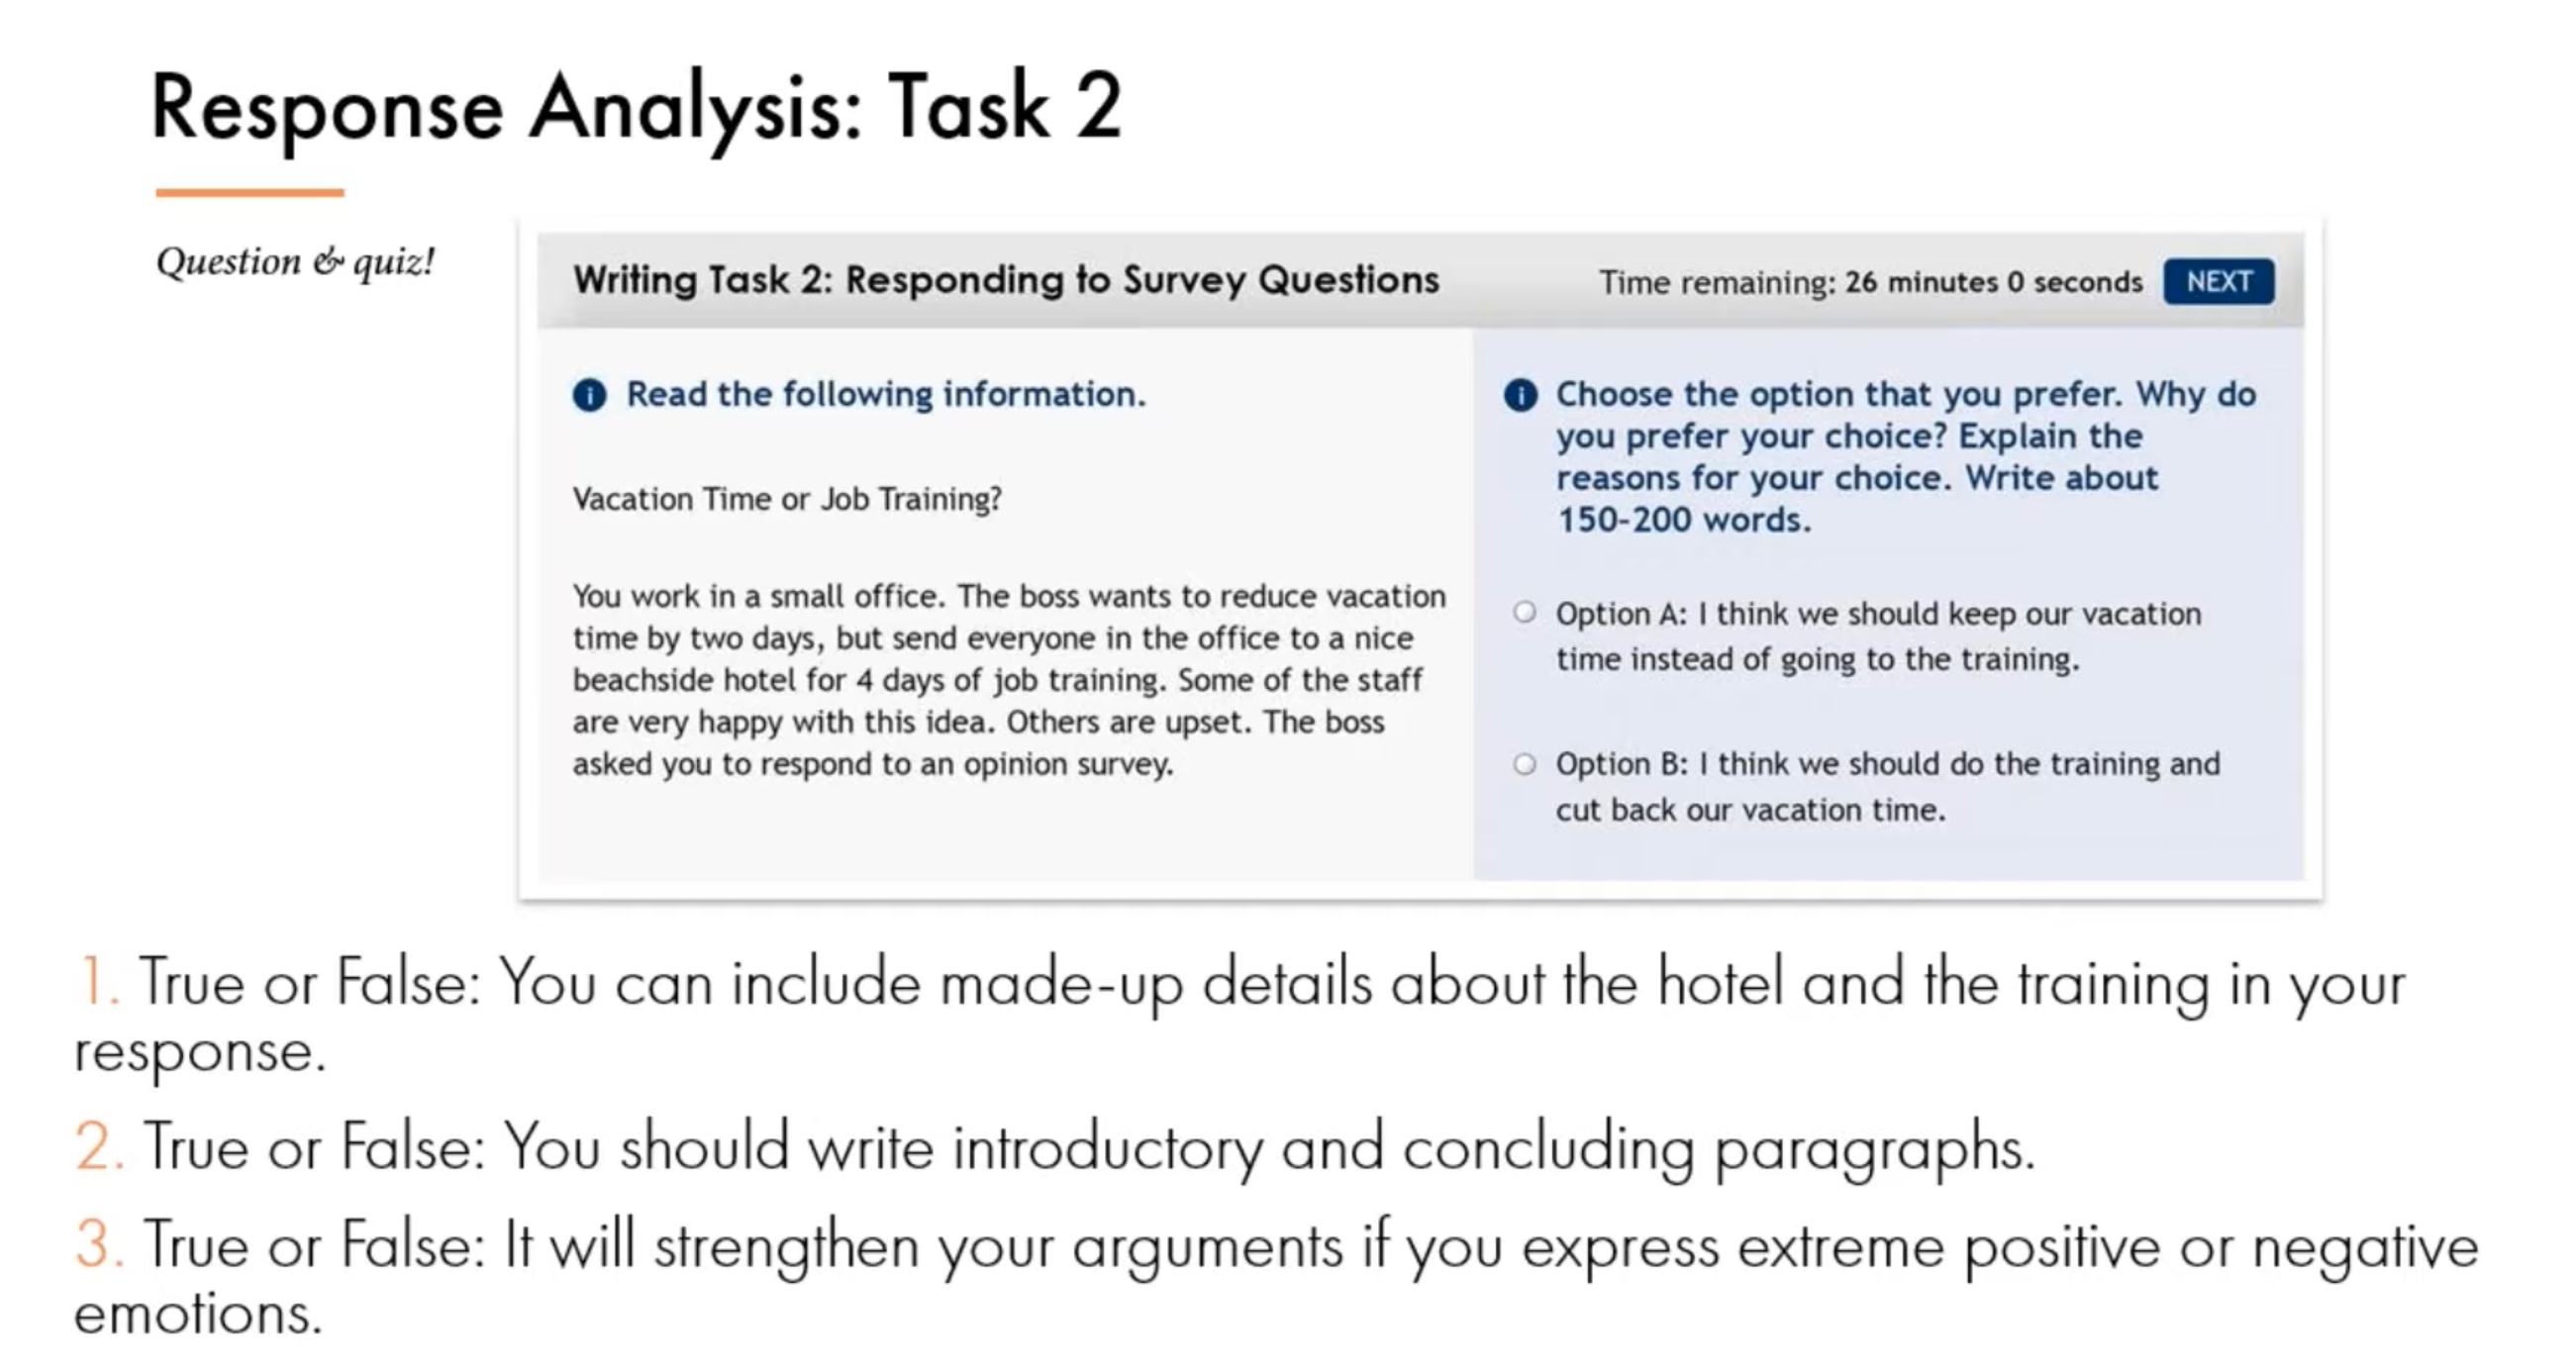 Response Analysis: Task 2
Question & quiz!
Writing Task 2: Responding to Survey Questions
Time remaining: 26 minutes 0 seconds
NEXT
Read the following information.
Vacation Time or Job Training?
You work in a small office. The boss wants to reduce vacation
time by two days, but send everyone in the office to a nice
beachside hotel for 4 days of job training. Some of the staff
are very happy with this idea. Others are upset. The boss
asked you to respond to an opinion survey.
Choose the option that you prefer. Why do
you prefer your choice? Explain the
reasons for your choice. Write about
150-200 words.
Option A: I think we should keep our vacation
time instead of going to the training.
Option B: I think we should do the training and
cut back our vacation time.
1. True or False: You can include made-up details about the hotel and the training in your
response.
2. True or False: You should write introductory and concluding paragraphs.
3. True or False: It will strengthen your arguments if you express extreme positive or negative
emotions.